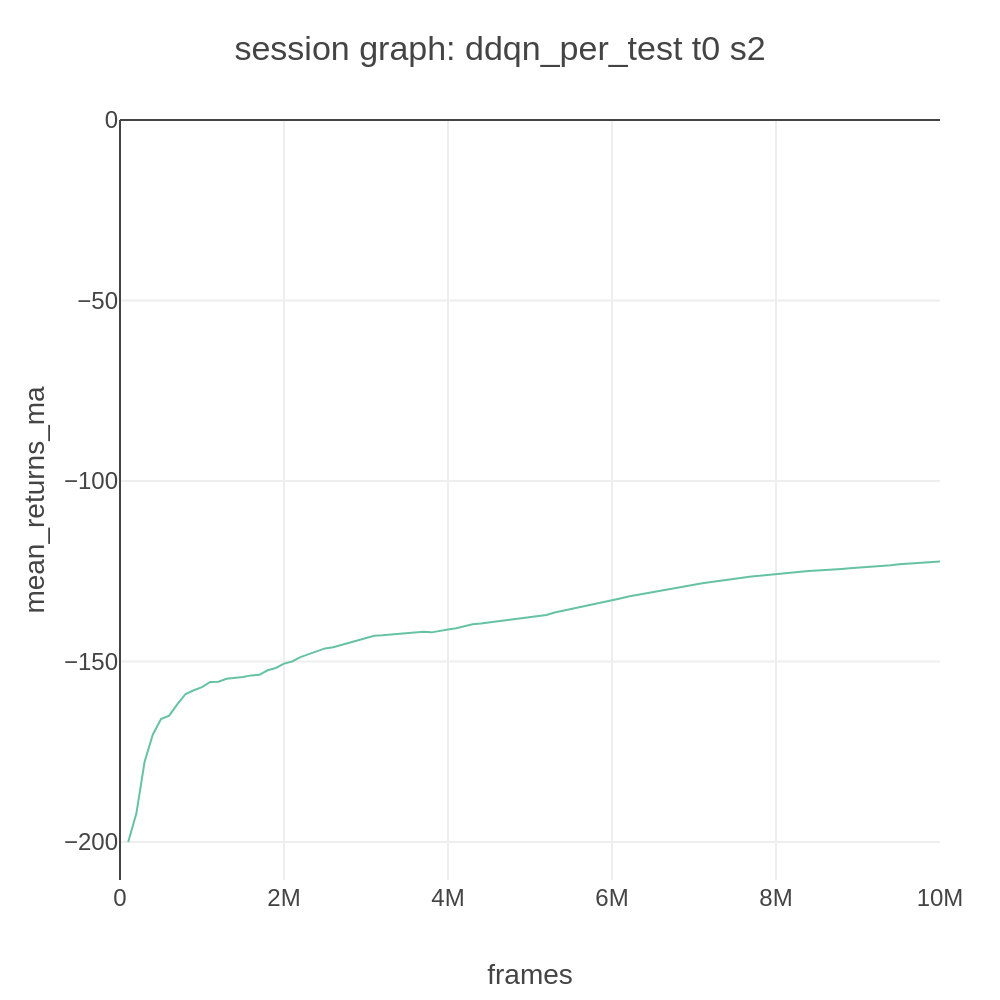 session graph: ddqn_per_test t0 s2
0
−50
−100
−150
−200
mean_returns_ma
0
2M
4M
6M
8M
10M
frames